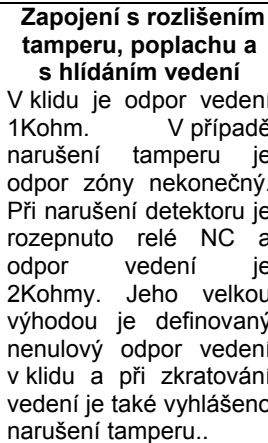 Zapojení s rozlišením
tamperu, poplachu a
s hlídáním vedení
V klidu je odpor vedení
1Kohm. V případě
narušení tamperu je
odpor zóny nekonečný.
Při narušení detektoru je
rozepnuto relé NC a
odpor vedení je
2Kohmy. Jeho velkou
výhodou je definovaný
nenulový odpor vedení
v klidu a při zkratování
vedení je také vyhlášeno
narušení tamperu..